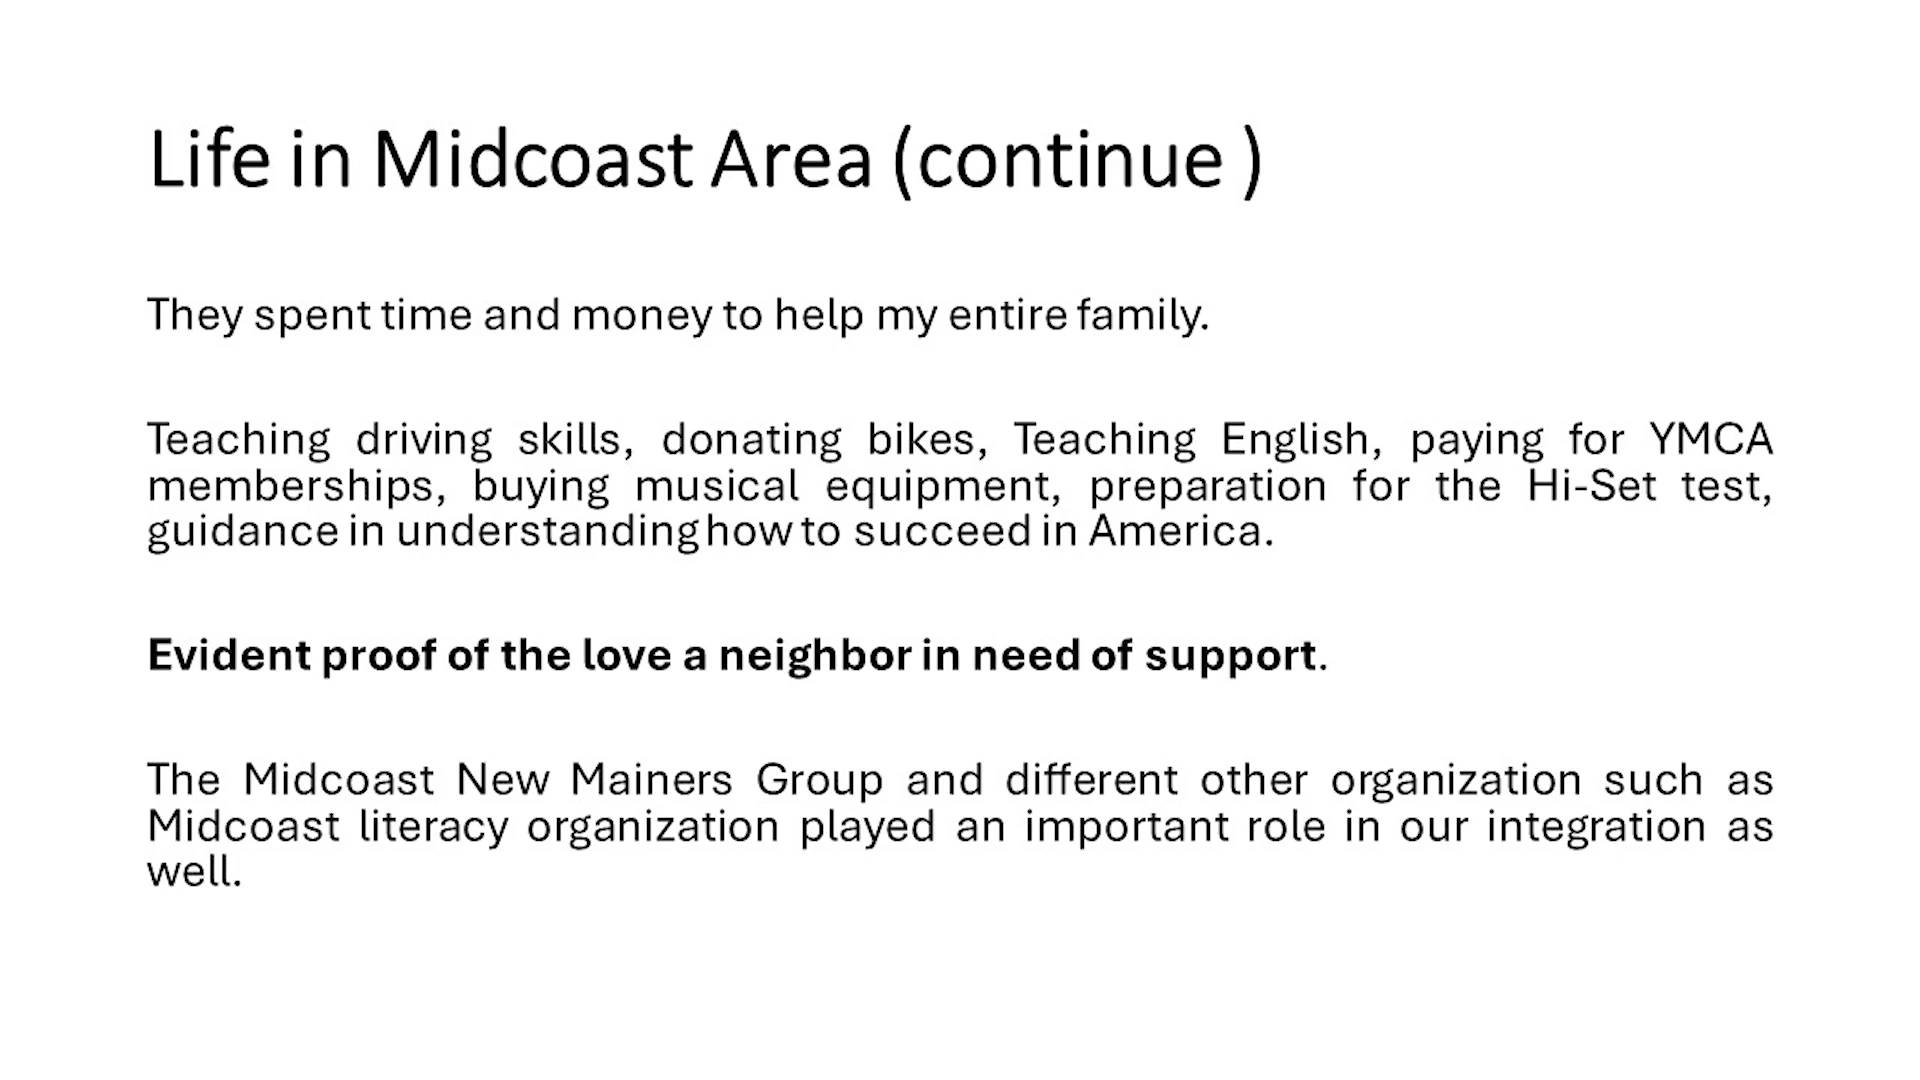 Life in Midcoast Area (continue )
They spent time and money to help my entire family.
Teaching driving skills, donating bikes, Teaching English, paying for YMCA
memberships, buying musical equipment, preparation for the Hi-Set test,
guidance in understanding how to succeed in America.
Evident proof of the love a neighbor in need of support.
The Midcoast New Mainers Group and different other organization such as
Midcoast literacy organization played an important role in our integration as
well.